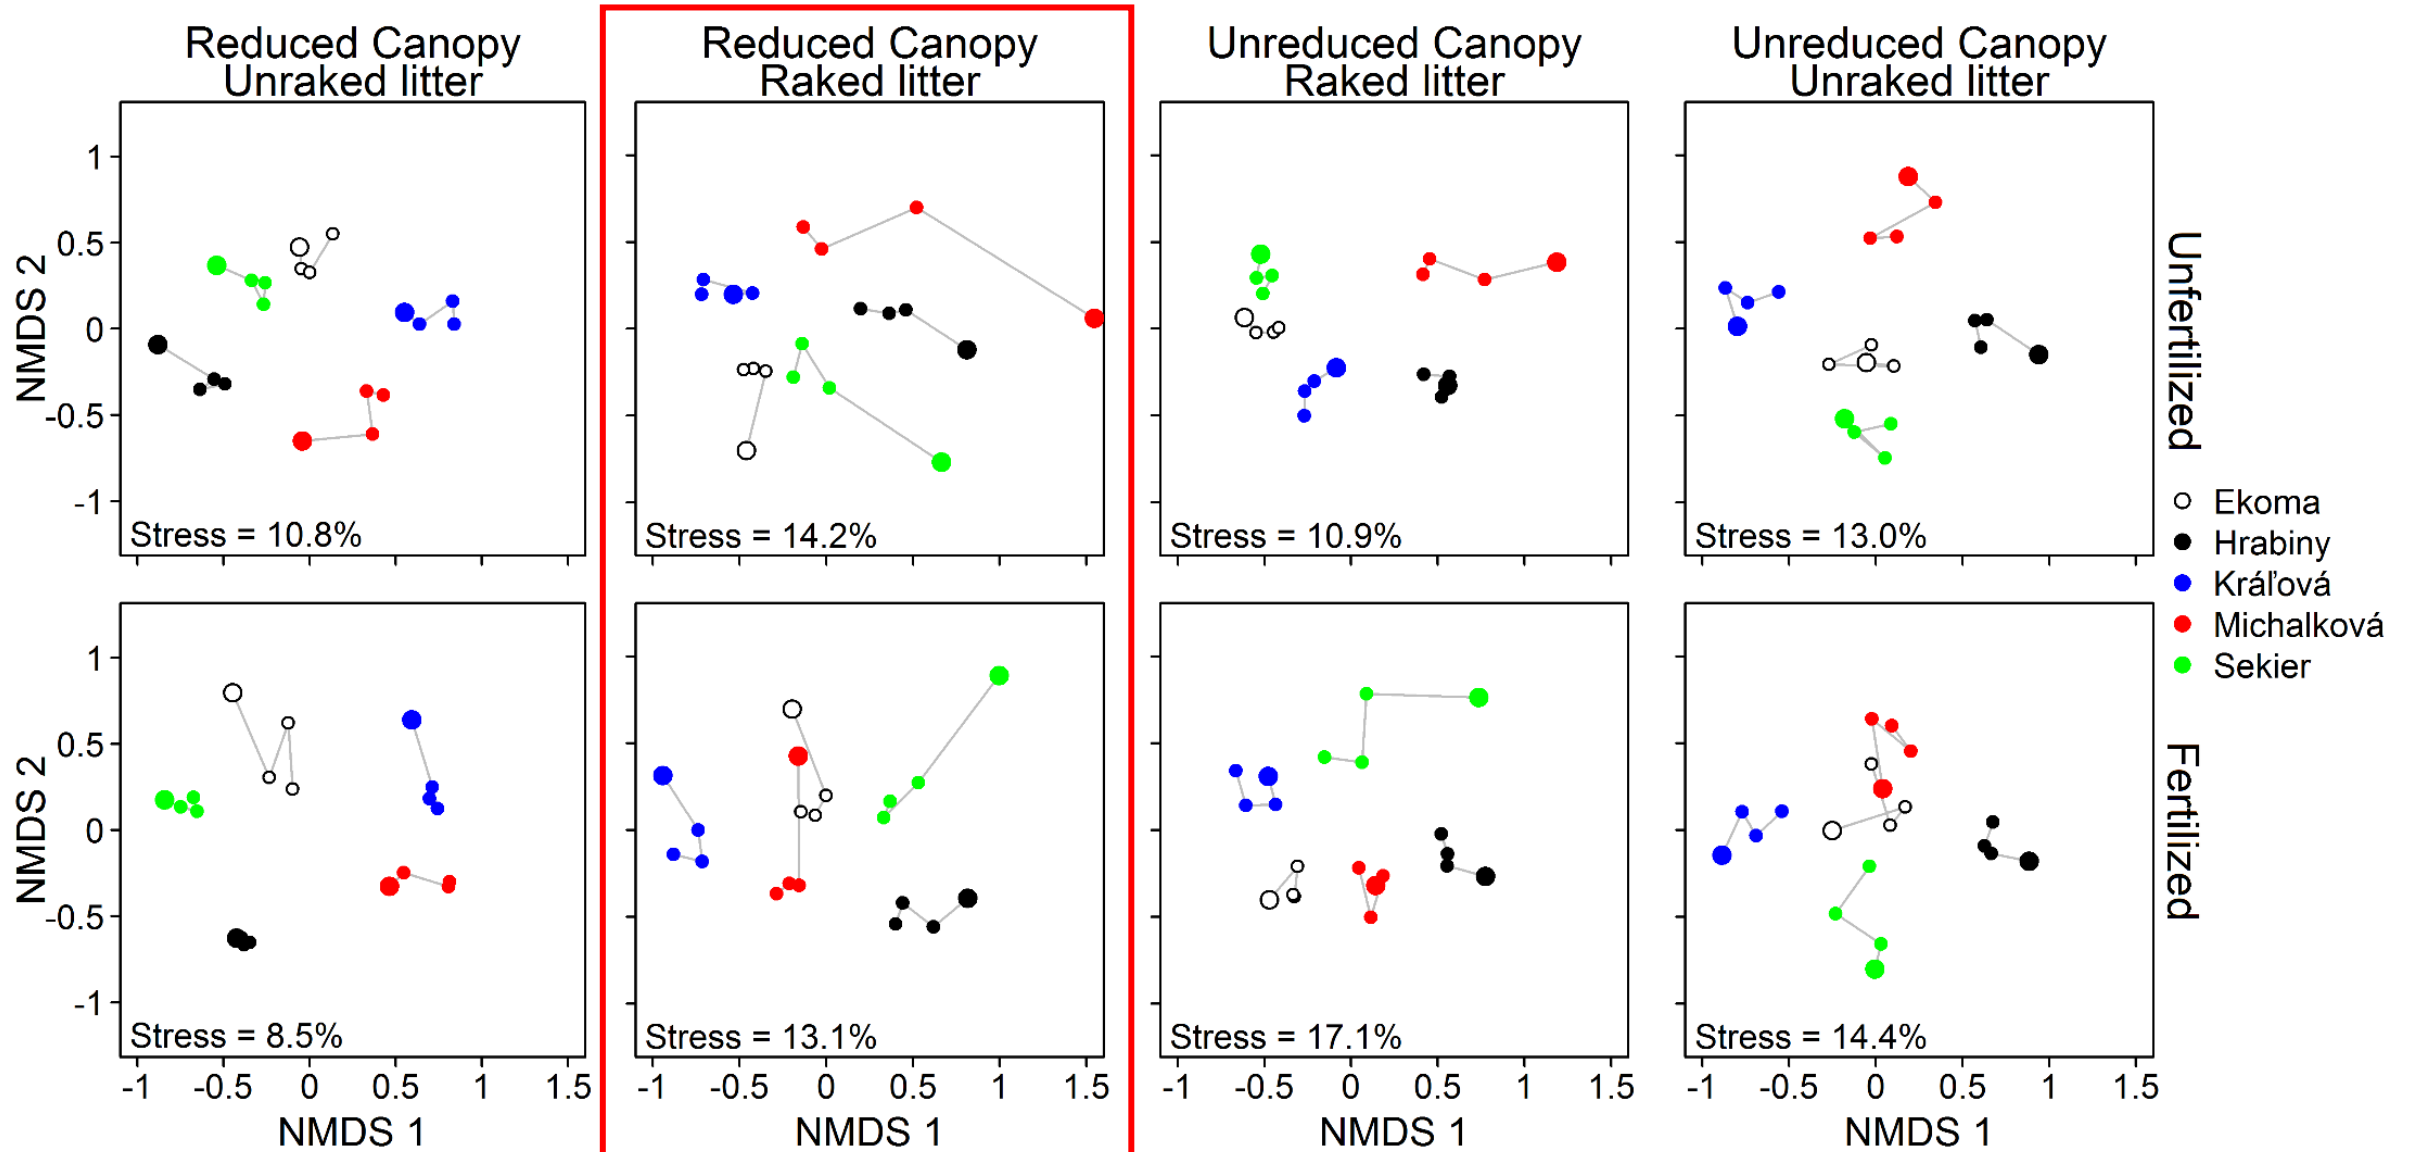 Reduced Canopy
Unraked litter
Reduced Canopy
Raked litter
Unreduced Canopy
Raked litter
Unreduced Canopy
Unraked litter
NMDS 2
1
0.5
0
-0.5
-1
Stress = 10.8%
Stress = 14.2%
Stress = 10.9%
Stress = 13.0%
Unfertilized
Ekoma
Hrabiny
Kráľová
Michalková
Sekier
NMDS 2
1
0.5
0
-0.5
-1
Stress = 8.5%
Stress = 13.1%
Stress = 17.1%
Stress = 14.4%
Fertilized
-1 -0.5 0 0.5 1 1.5
-1 -0.5 0 0.5 1 1.5
-1 -0.5 0 0.5 1 1.5
-1 -0.5 0 0.5 1 1.5
NMDS 1
NMDS 1
NMDS 1
NMDS 1